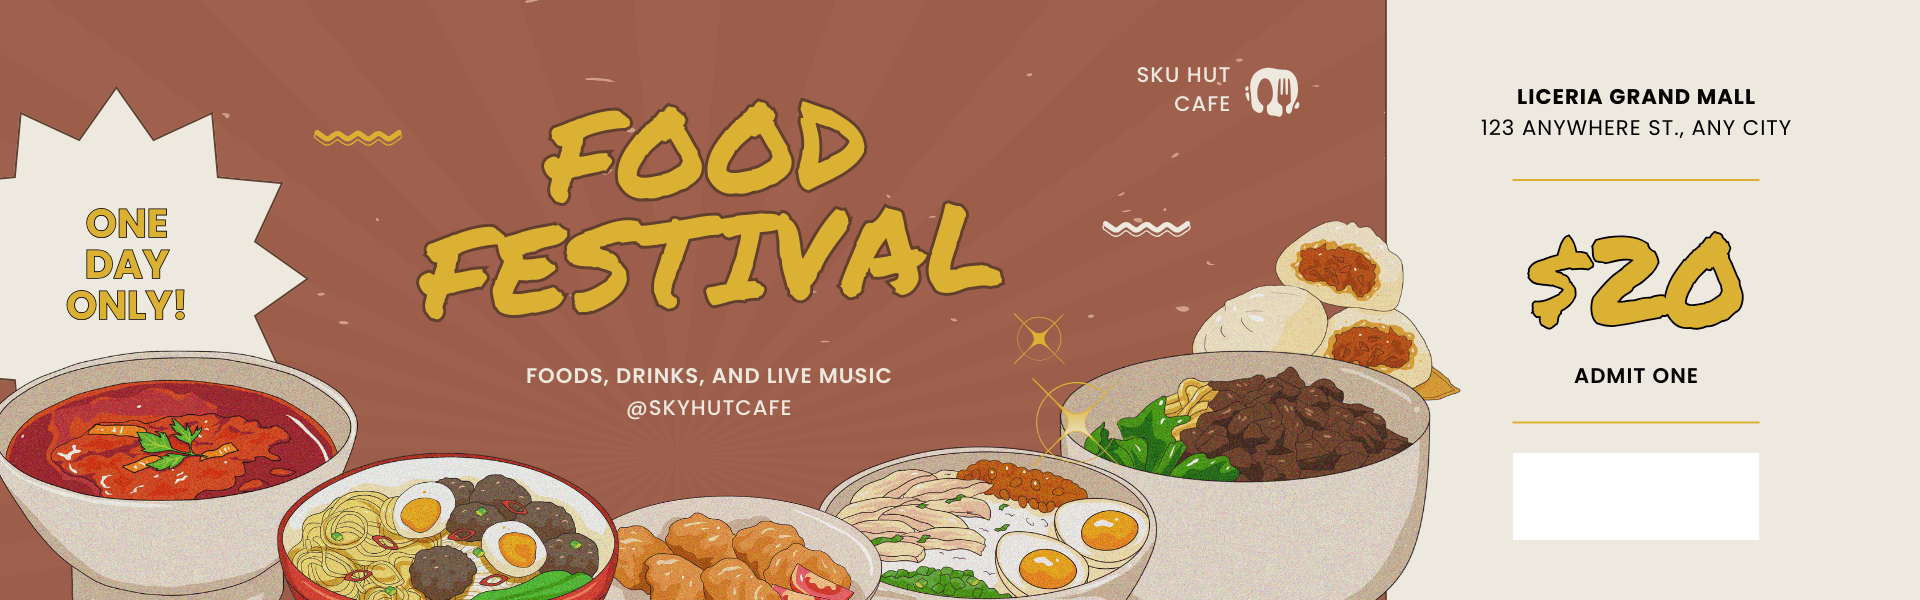 ONE
DAY
ONLY!
FOOD
FESTIVAL
FOODS, DRINKS, AND LIVE MUSIC
@SKYHUTCAFE
SKU HUT
CAFE
LICERIA GRAND MALL
123 ANYWHERE ST., ANY CITY
$20
ADMIT ONE